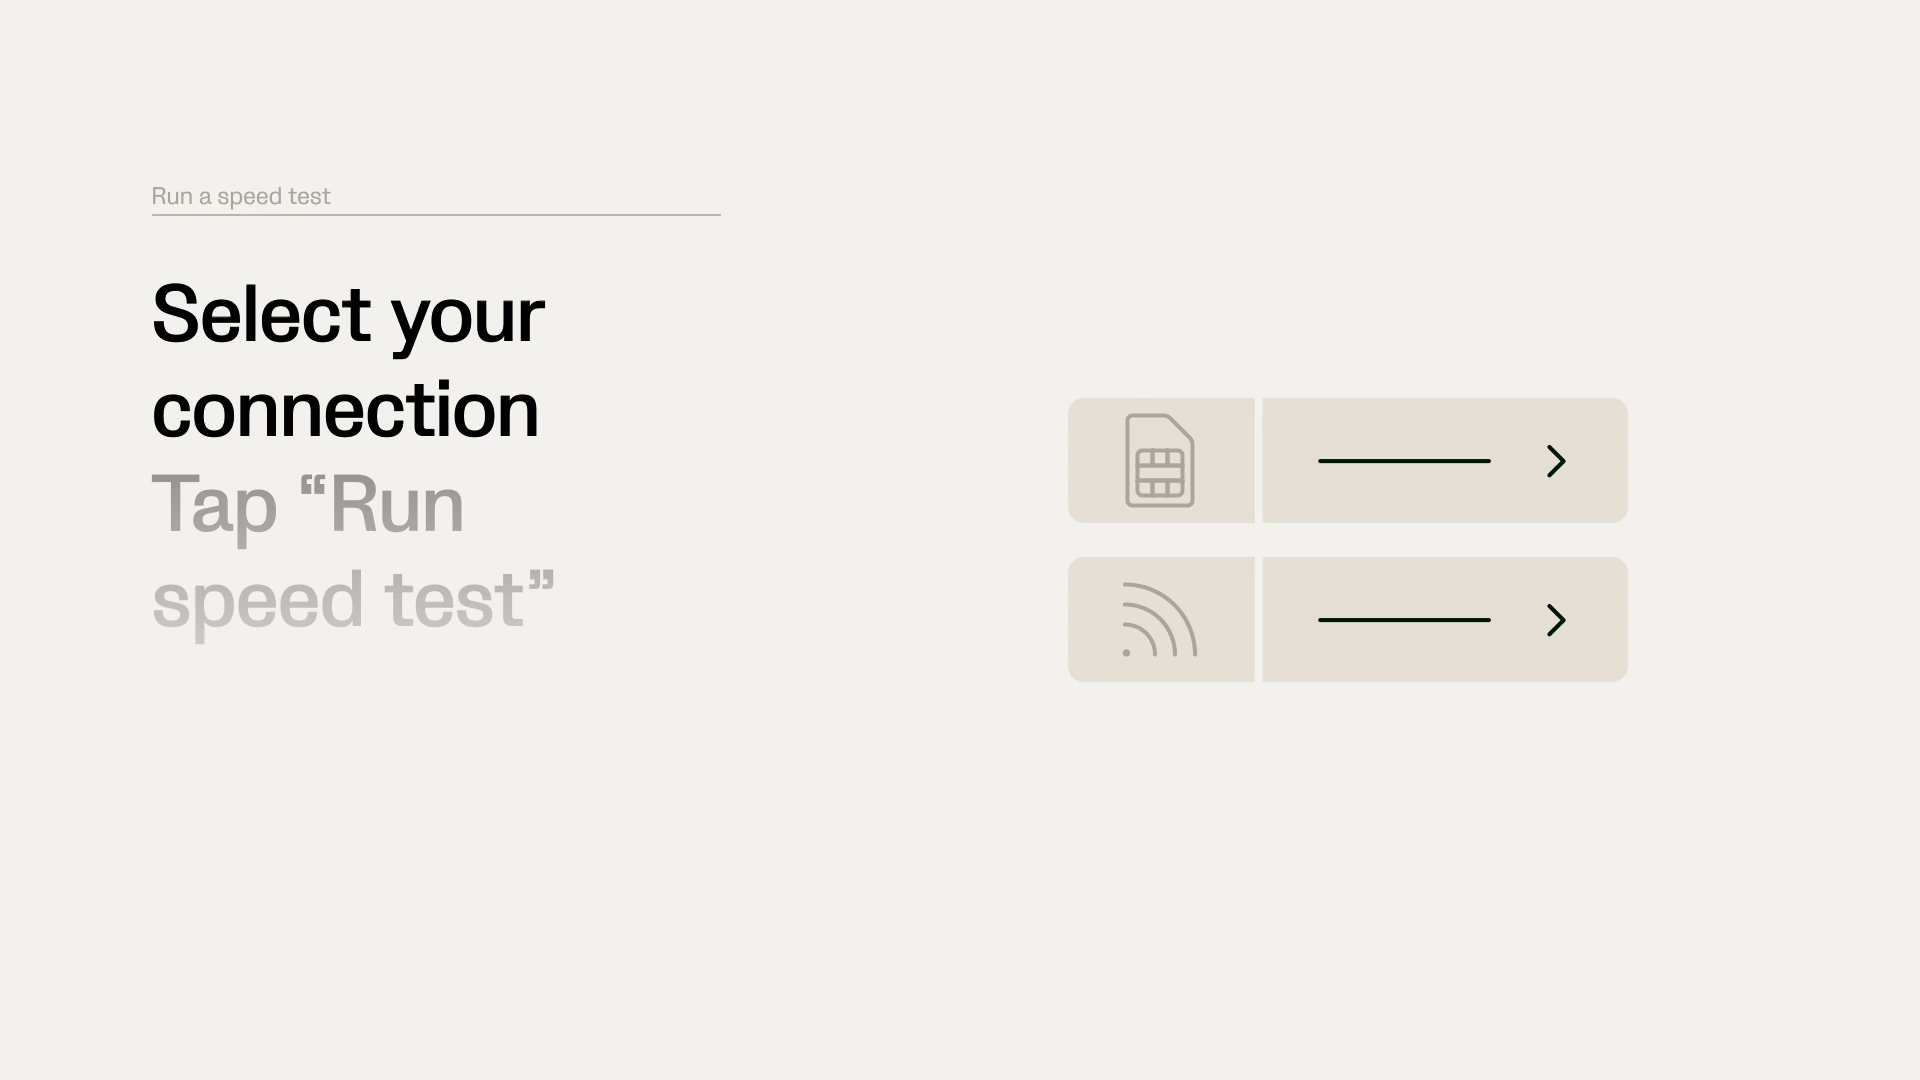 Run a speed test
Select your
connection
Tap “Run
speed test”